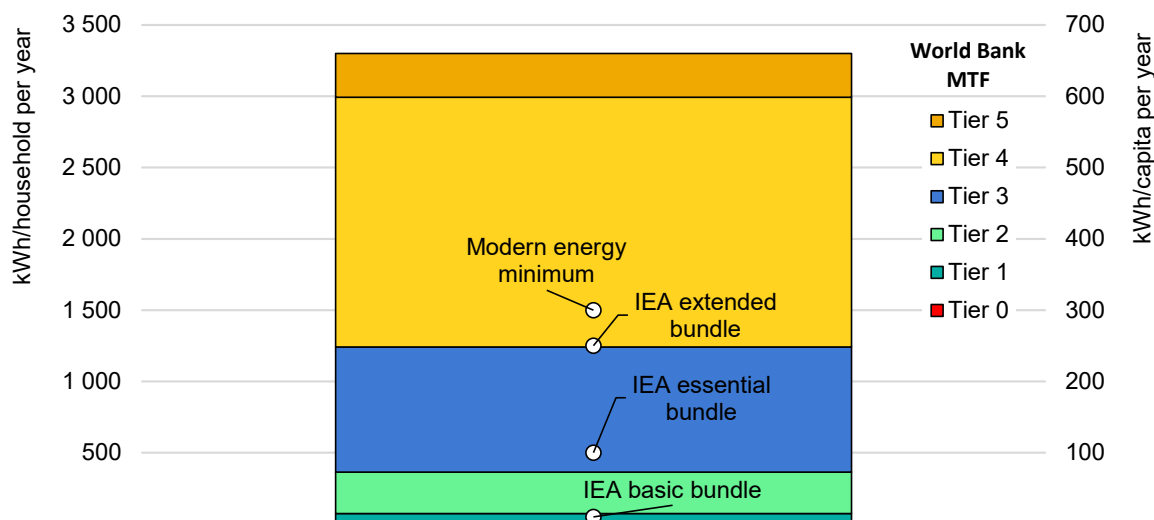 kWh/household per year
3 500
3 000
2 500
2 000
1 500
1 000
500
Modern energy
minimum
IEA extended
bundle
IEA essential
bundle
IEA basic bundle
700
600
500
400
300
200
100
kWh/capita per year
World Bank
MTF
Tier 5
Tier 4
Tier 3
Tier 2
Tier 1
Tier 0